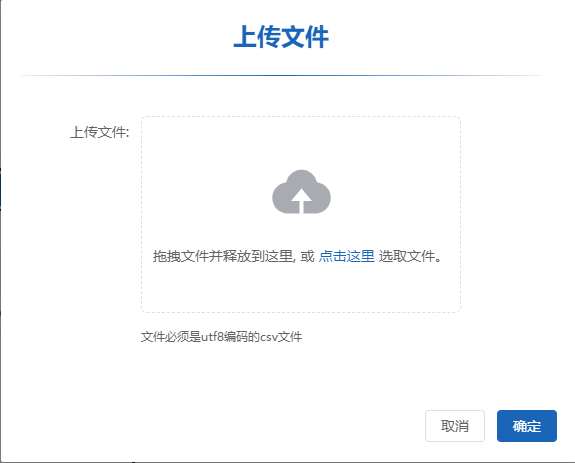 上传文件
上传文件:
拖拽文件并释放到这里, 或 点击这里 选取文件。
文件必须是utf8编码的csv文件
取消
确定